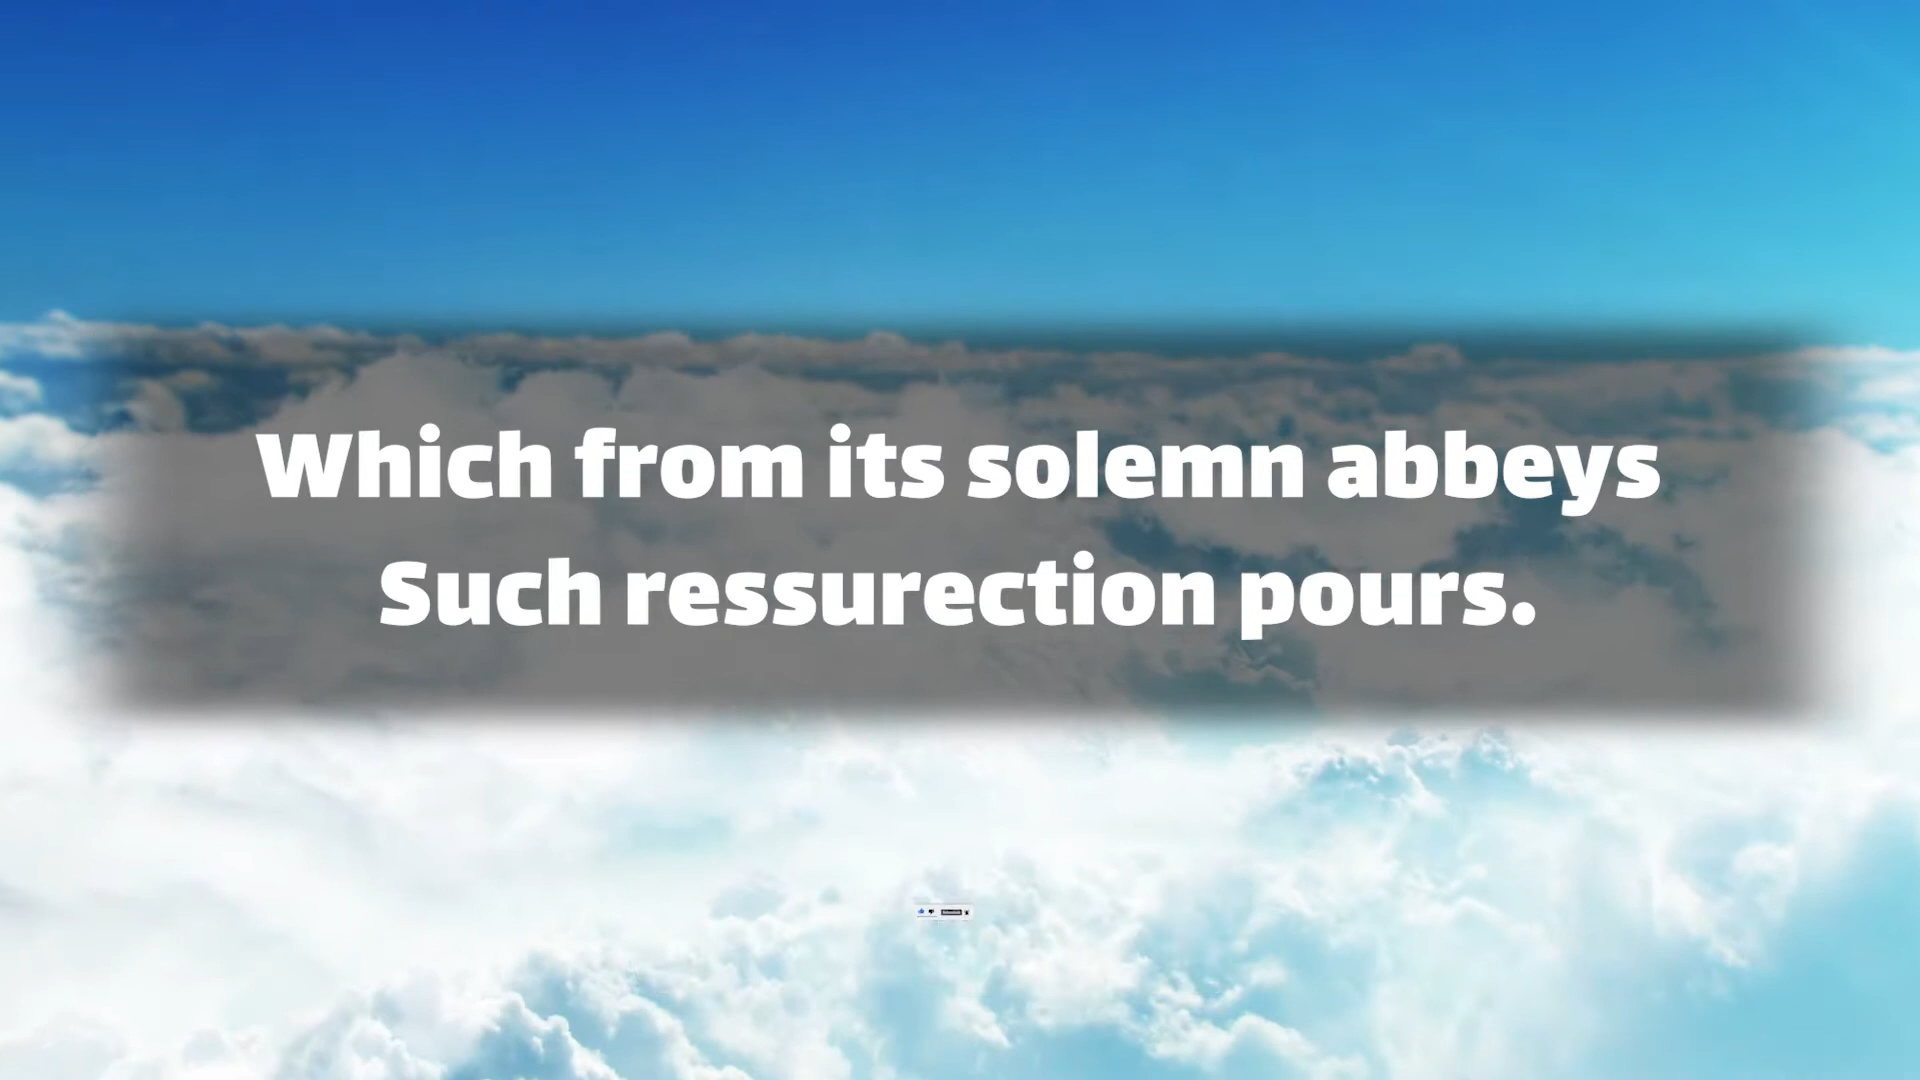 Which from its solemn abbeys
Such ressurection pours.